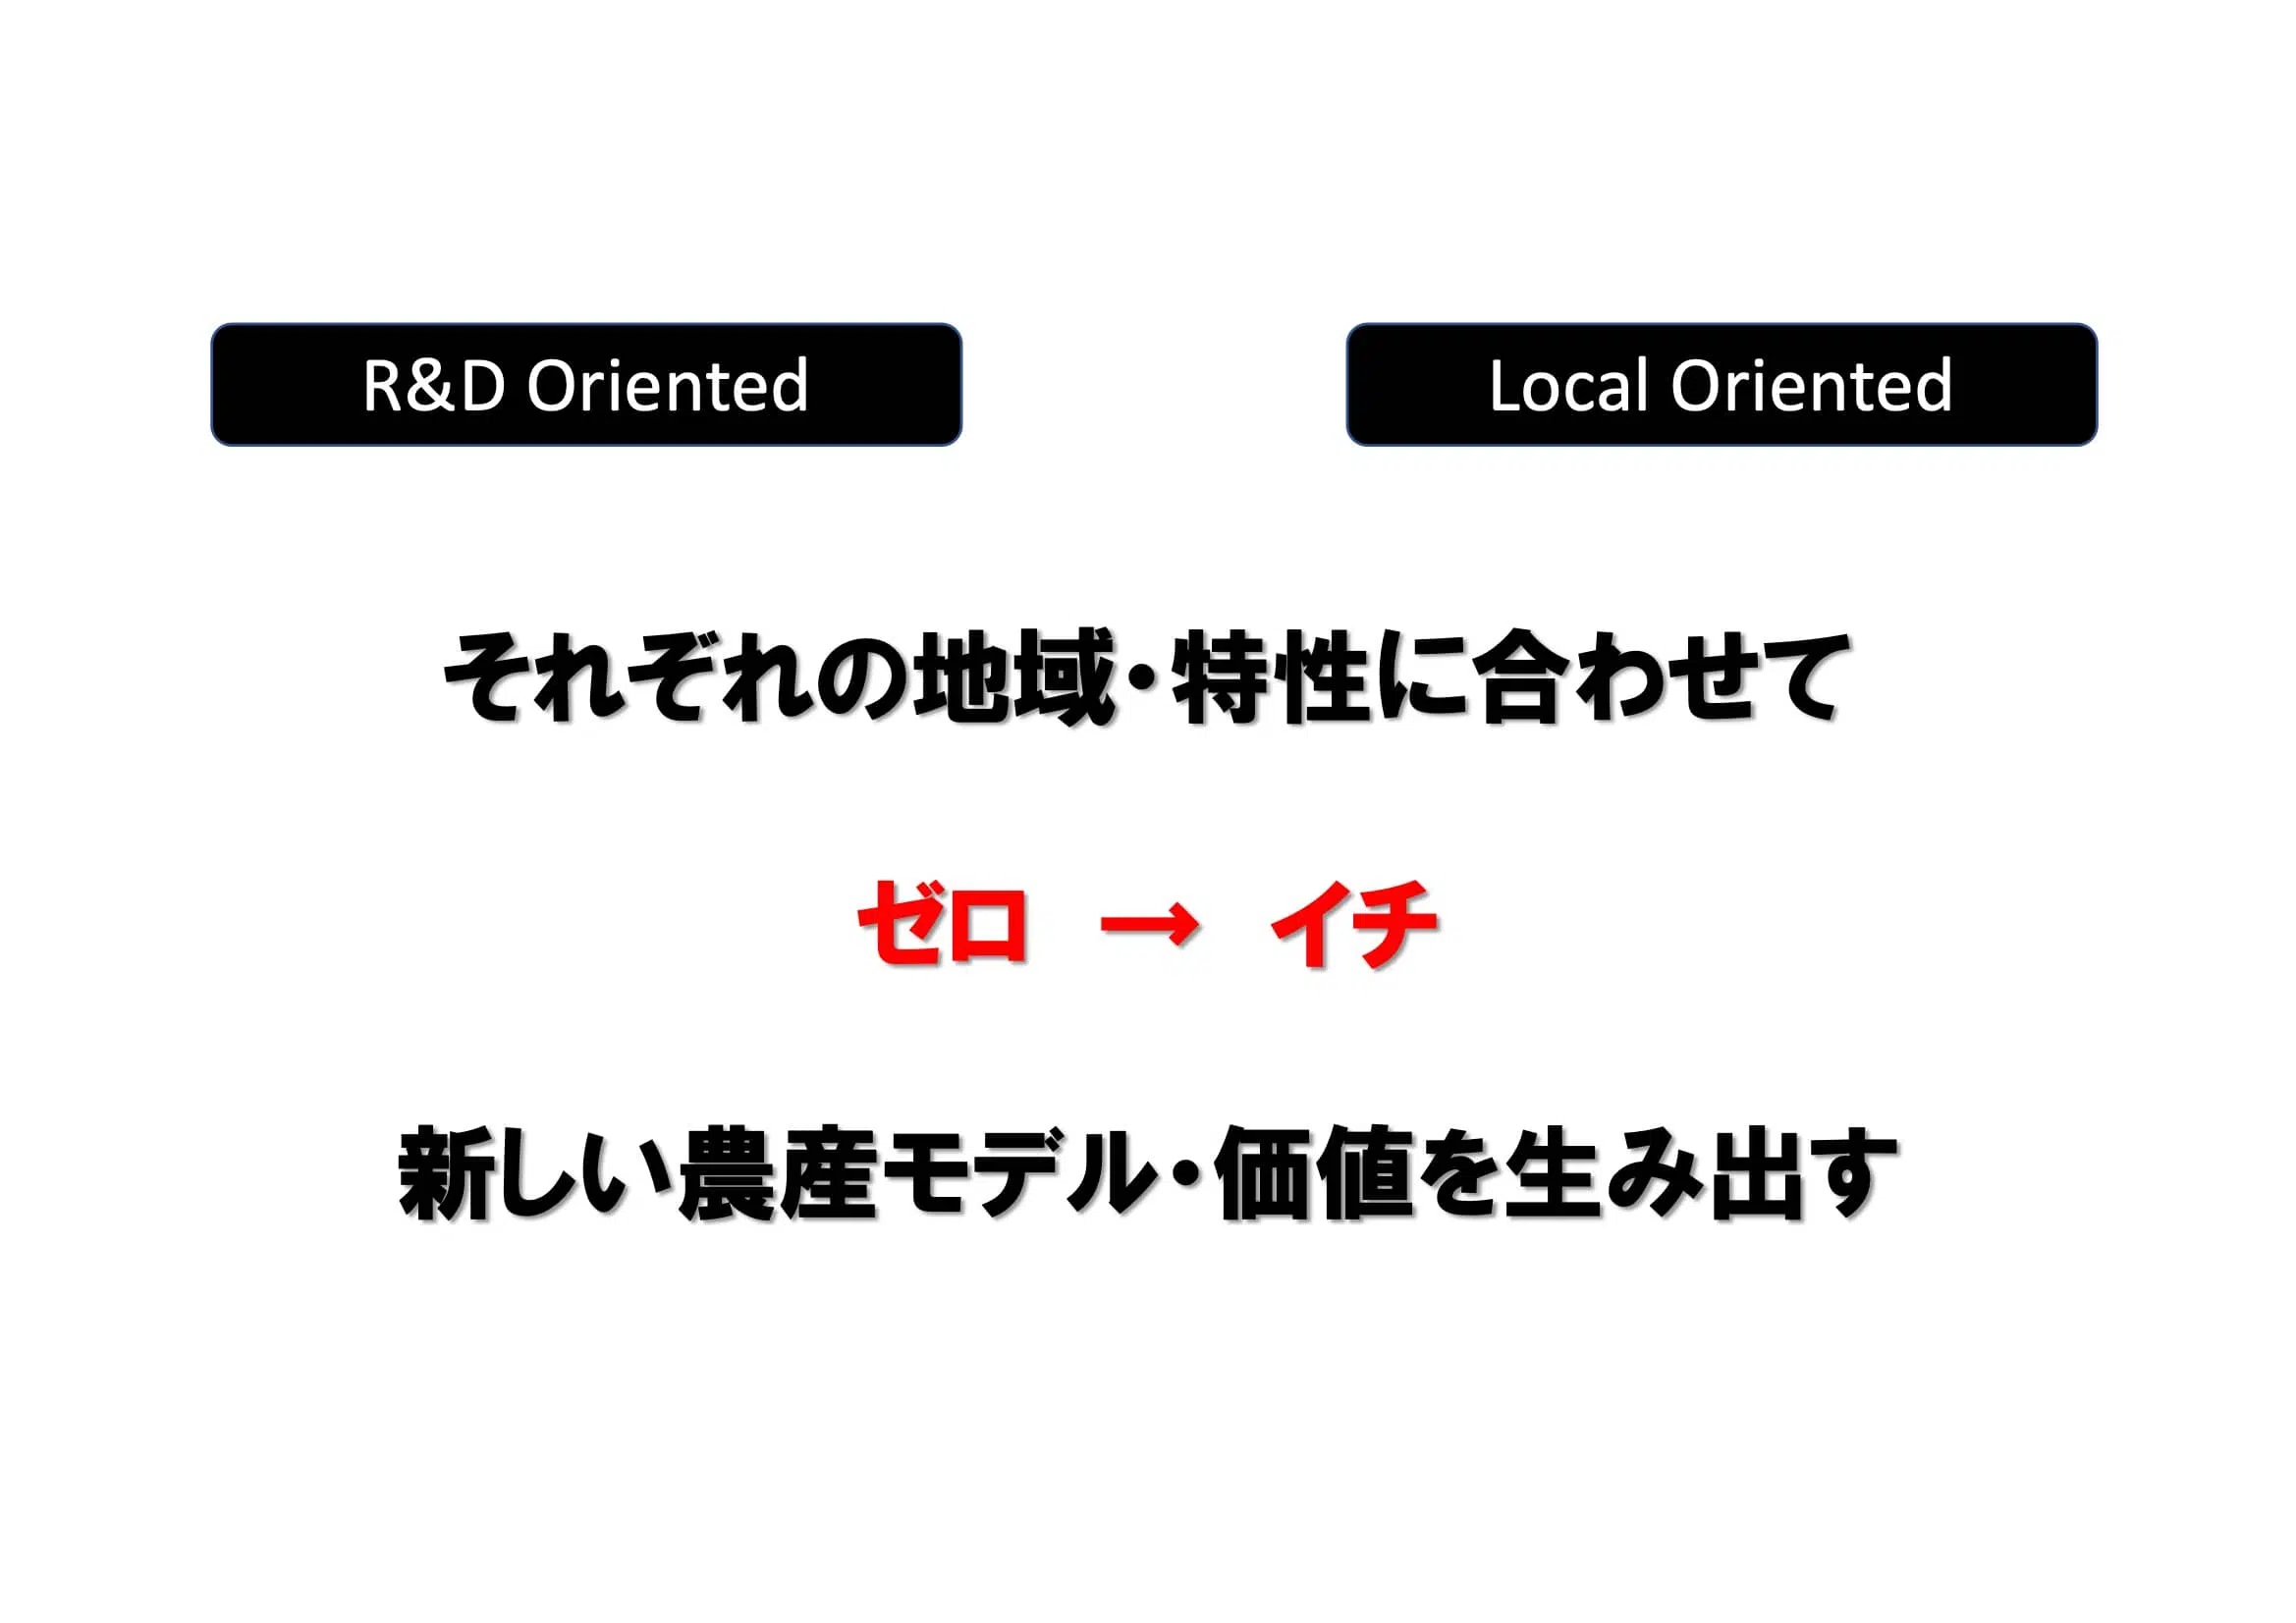 R&D Oriented
Local Oriented
それぞれの地域・特性に合わせて
ゼロ → イチ
新しい農産モデル・価値を生み出す